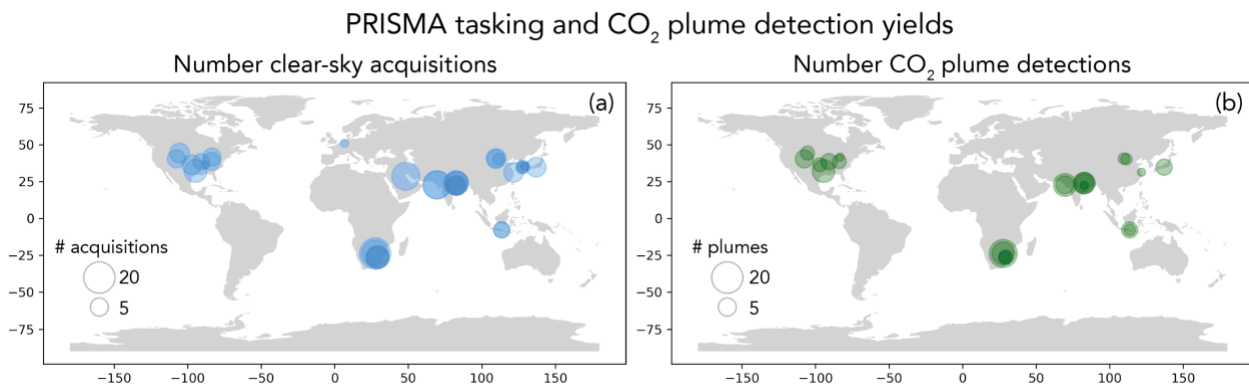 PRISMA tasking and CO₂ plume detection yields
Number clear-sky acquisitions
(a)
75
50
25
0
−25
−50
−75
# acquisitions
20
5
−150 −100 −50 0 50 100 150
Number CO₂ plume detections
(b)
75
50
25
0
−25
−50
−75
# plumes
20
5
−150 −100 −50 0 50 100 150